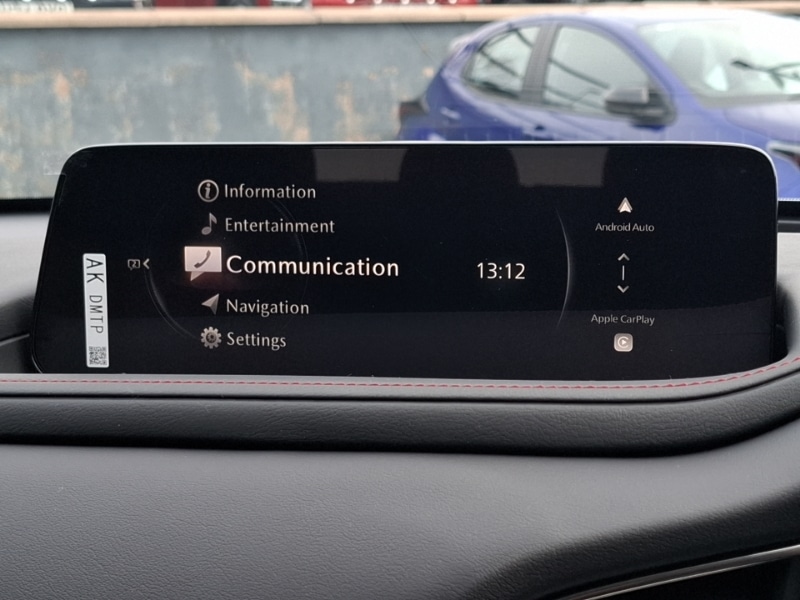 Information
Entertainment
Communication
Navigation
Settings
13:12
Android Auto
Apple CarPlay
AK DMTP